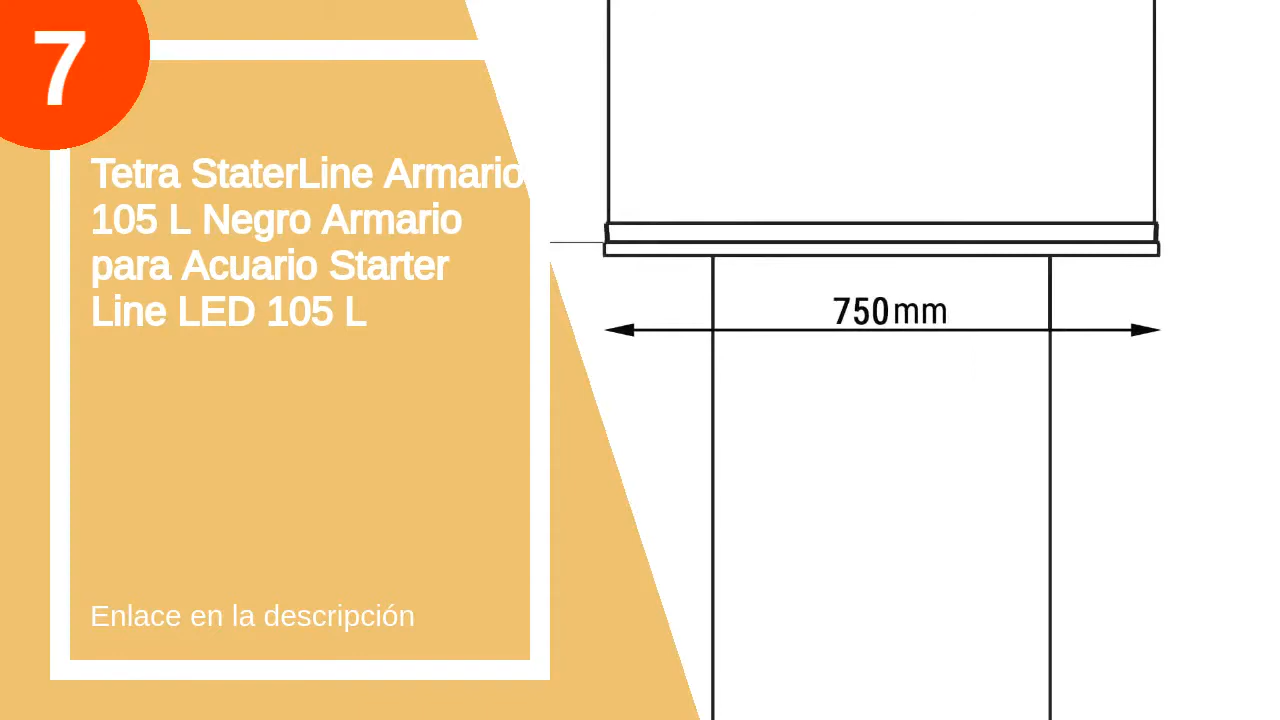 7
Tetra StaterLine Armario
105 L Negro Armario
para Acuario Starter
Line LED 105 L
Enlace en la descripción
750mm